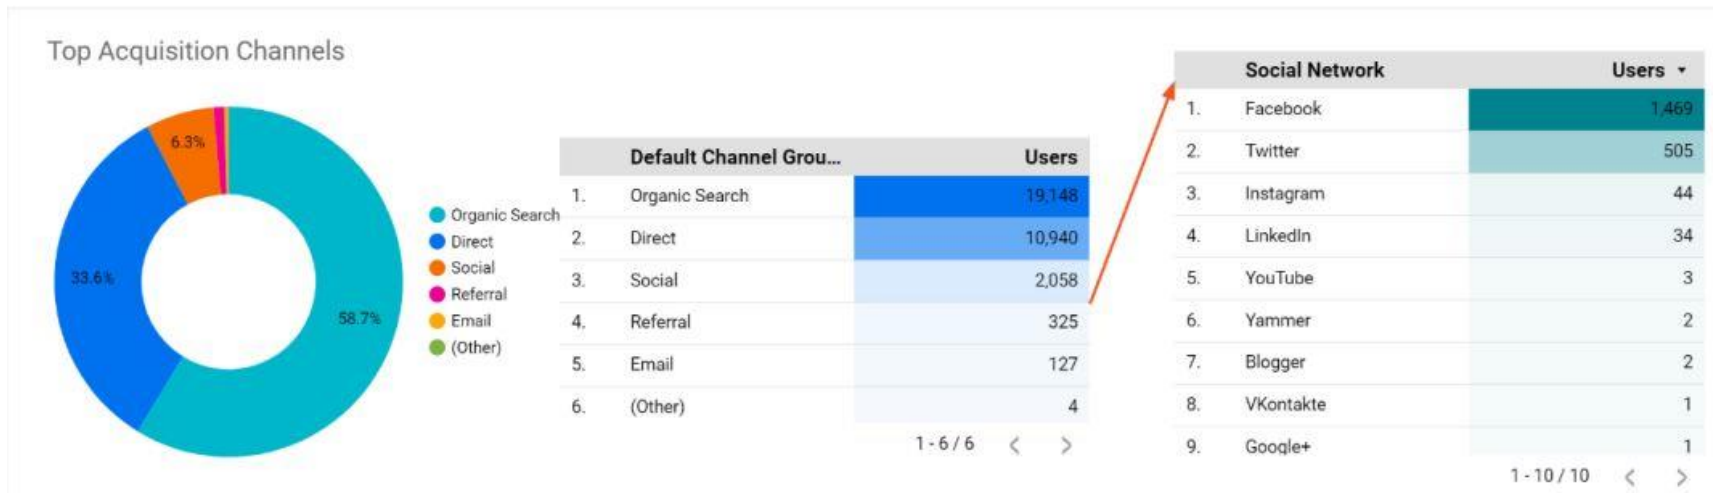 Top Acquisition Channels
6.3%
33.6%
58.7%
Organic Search
Direct
Social
Referral
Email
(Other)
Default Channel Grou... Users
1. Organic Search 19,148
2. Direct 10,940
3. Social 2,058
4. Referral 325
5. Email 127
6. (Other) 4
1 - 6 / 6
Social Network Users
1. Facebook 1,469
2. Twitter 505
3. Instagram 44
4. LinkedIn 34
5. YouTube 3
6. Yammer 2
7. Blogger 2
8. VKontakte 1
9. Google+ 1
1 - 10 / 10